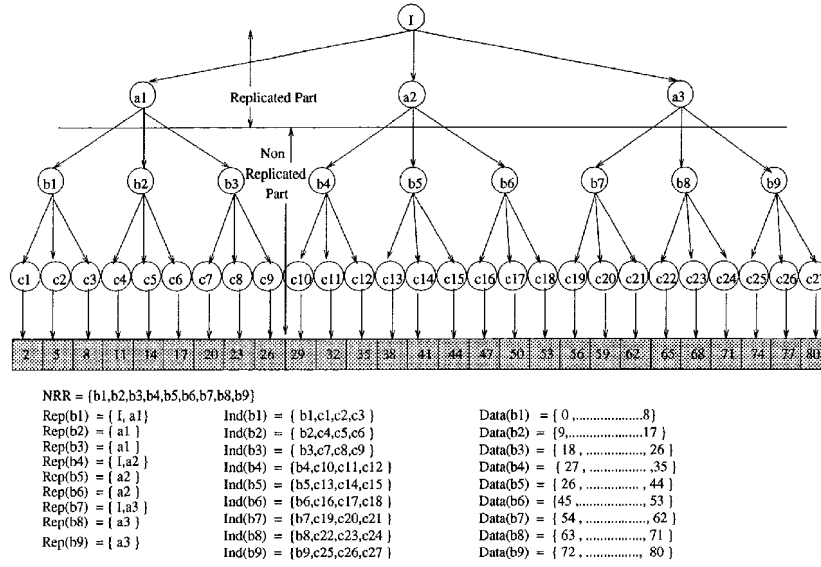 I
Replicated Part
a1 a2 a3
Non
Replicated
Part
b1 b2 b3 b4 b5 b6 b7 b8 b9
c1 c2 c3 c4 c5 c6 c7 c8 c9 c10 c11 c12 c13 c14 c15 c16 c17 c18 c19 c20 c21 c22 c23 c24 c25 c26 c27
2 5 8 11 14 17 20 23 26 29 32 35 38 41 44 47 50 53 56 59 62 65 68 71 74 77 80
NRR = {b1,b2,b3,b4,b5,b6,b7,b8,b9}
Rep(b1) = { I, a1} Ind(b1) = { b1,c1,c2,c3 } Data(b1) = { 0 ,.....................8}
Rep(b2) = { a1 } Ind(b2) = { b2,c4,c5,c6 } Data(b2) = {9,..................17 }
Rep(b3) = { a1 } Ind(b3) = { b3,c7,c8,c9 } Data(b3) = { 18 , ..............., 26 }
Rep(b4) = { I,a2 } Ind(b4) = {b4,c10,c11,c12 } Data(b4) = { 27 , ................ ,35 }
Rep(b5) = { a2 } Ind(b5) = {b5,c13,c14,c15 } Data(b5) = { 26 , ................ , 44 }
Rep(b6) = { a2 } Ind(b6) = {b6,c16,c17,c18 } Data(b6) = {45 , ................, 53 }
Rep(b7) = { I,a3 } Ind(b7) = {b7,c19,c20,c21 } Data(b7) = { 54 , ................ , 62 }
Rep(b8) = { a3 } Ind(b8) = {b8,c22,c23,c24 } Data(b8) = { 63 , ................, 71 }
Rep(b9) = { a3 } Ind(b9) = {b9,c25,c26,c27 } Data(b9) = { 72 , ................, 80 }